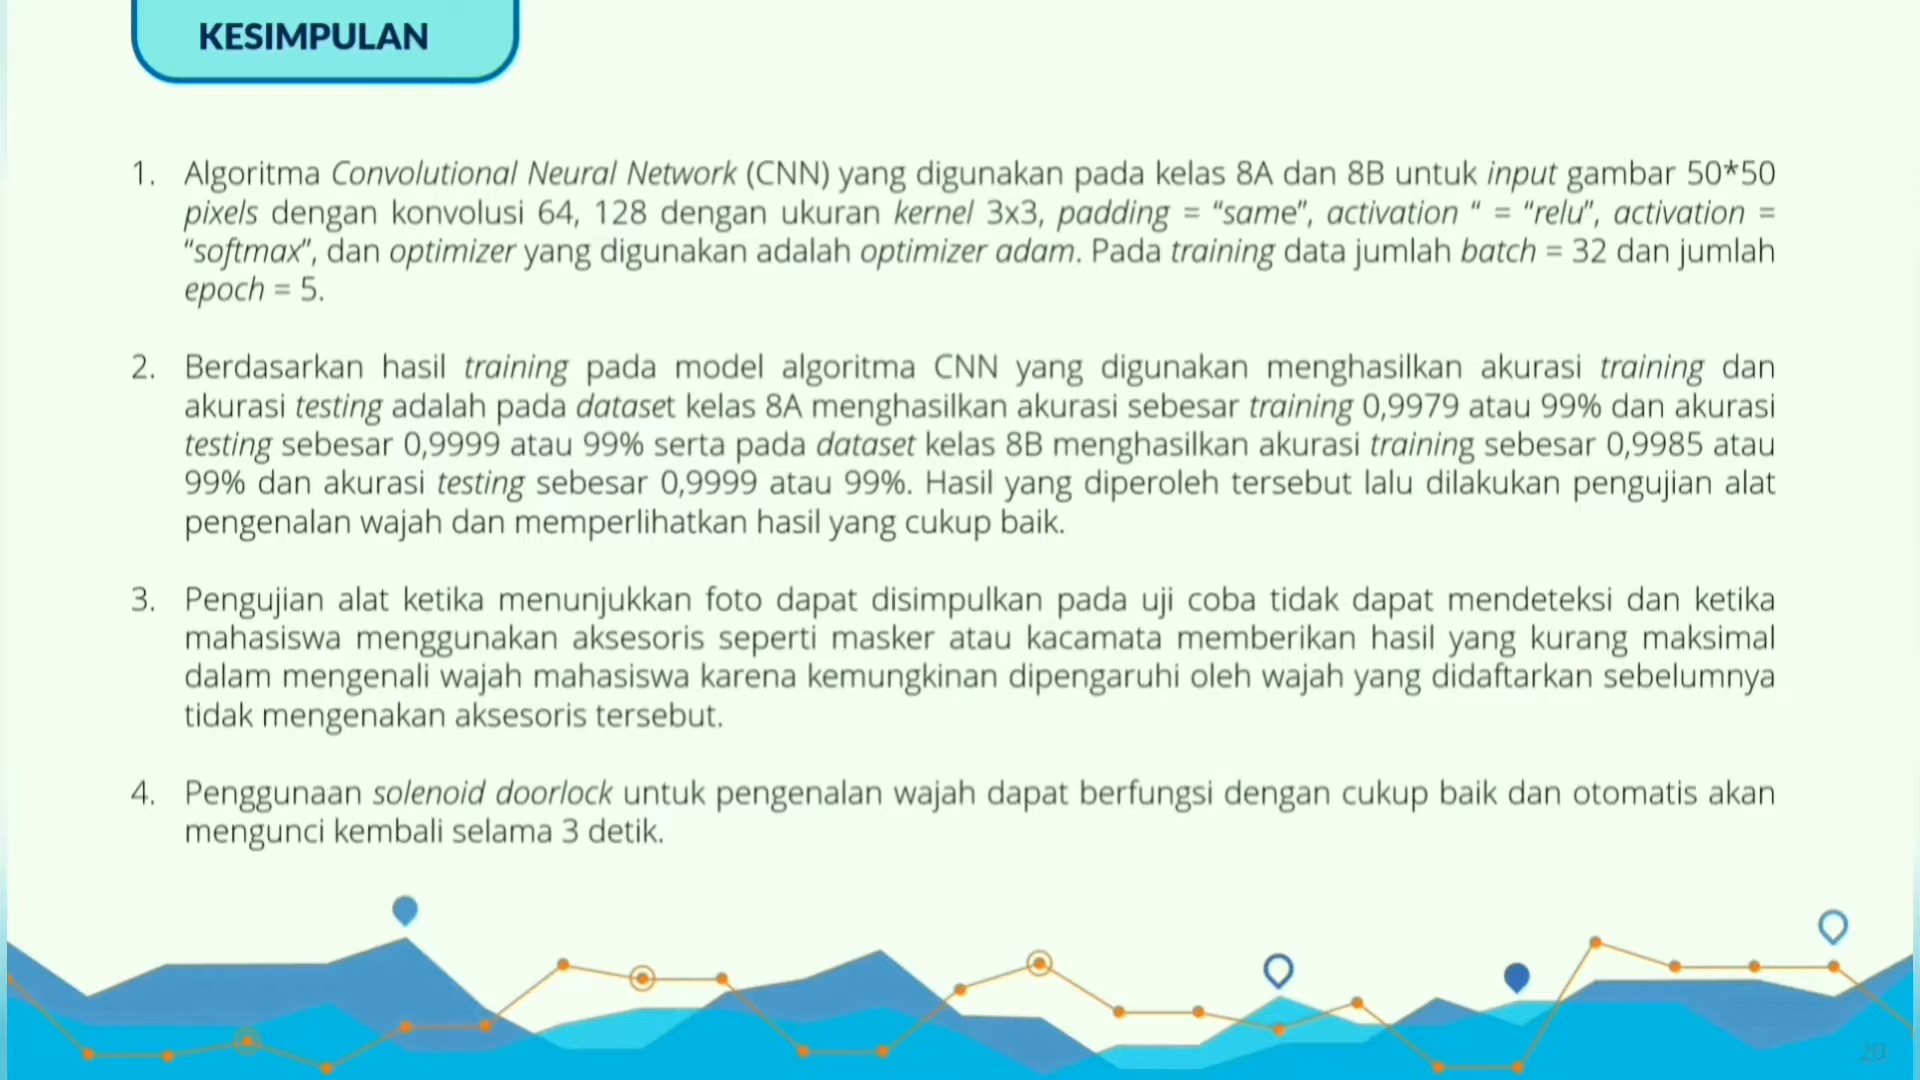 KESIMPULAN
1. Algoritma Convolutional Neural Network (CNN) yang digunakan pada kelas 8A dan 8B untuk input gambar 50*50
pixels dengan konvolusi 64, 128 dengan ukuran kernel 3x3, padding = “same”, activation “ = “relu”, activation =
“softmax”, dan optimizer yang digunakan adalah optimizer adam. Pada training data jumlah batch = 32 dan jumlah
epoch = 5.
2. Berdasarkan hasil training pada model algoritma CNN yang digunakan menghasilkan akurasi training dan
akurasi testing adalah pada dataset kelas 8A menghasilkan akurasi sebesar training 0,9979 atau 99% dan akurasi
testing sebesar 0,9999 atau 99% serta pada dataset kelas 8B menghasilkan akurasi training sebesar 0,9985 atau
99% dan akurasi testing sebesar 0,9999 atau 99%. Hasil yang diperoleh tersebut lalu dilakukan pengujian alat
pengenalan wajah dan memperlihatkan hasil yang cukup baik.
3. Pengujian alat ketika menunjukkan foto dapat disimpulkan pada uji coba tidak dapat mendeteksi dan ketika
mahasiswa menggunakan aksesoris seperti masker atau kacamata memberikan hasil yang kurang maksimal
dalam mengenali wajah mahasiswa karena kemungkinan dipengaruhi oleh wajah yang didaftarkan sebelumnya
tidak mengenakan aksesoris tersebut.
4. Penggunaan solenoid doorlock untuk pengenalan wajah dapat berfungsi dengan cukup baik dan otomatis akan
mengunci kembali selama 3 detik.
20